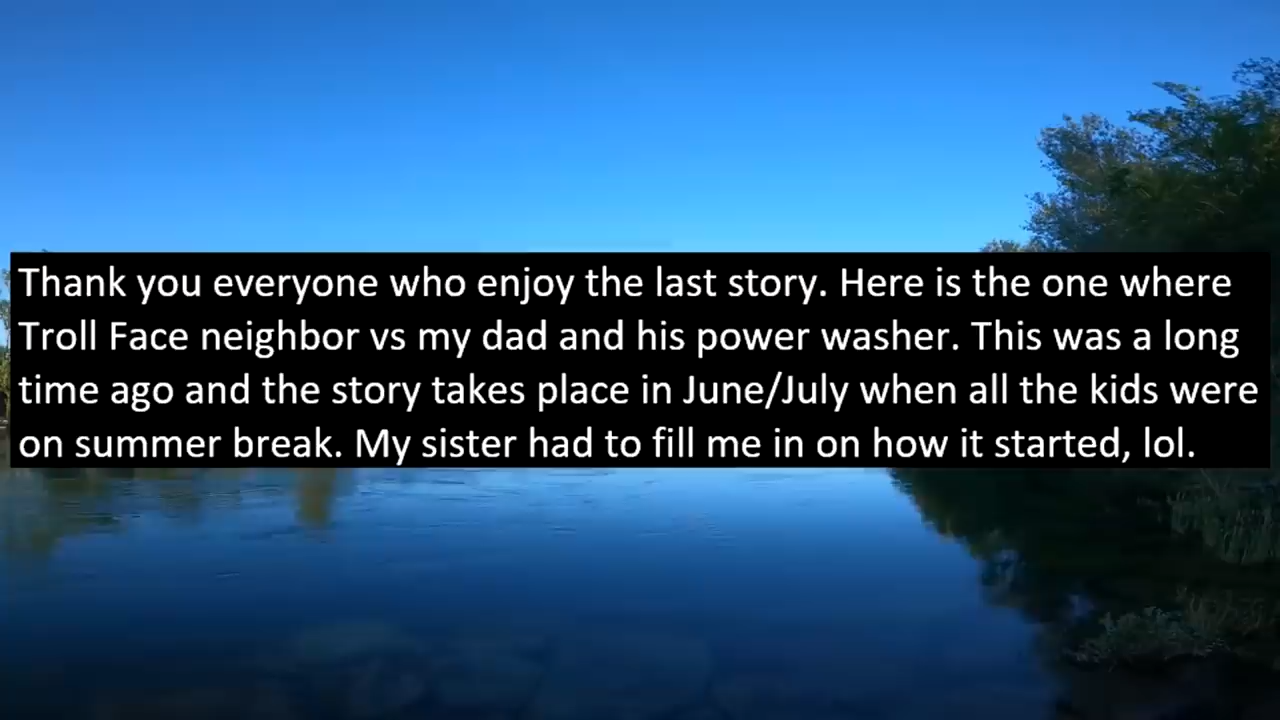 Thank you everyone who enjoy the last story. Here is the one where
Troll Face neighbor vs my dad and his power washer. This was a long
time ago and the story takes place in June/July when all the kids were
on summer break. My sister had to fill me in on how it started, lol.